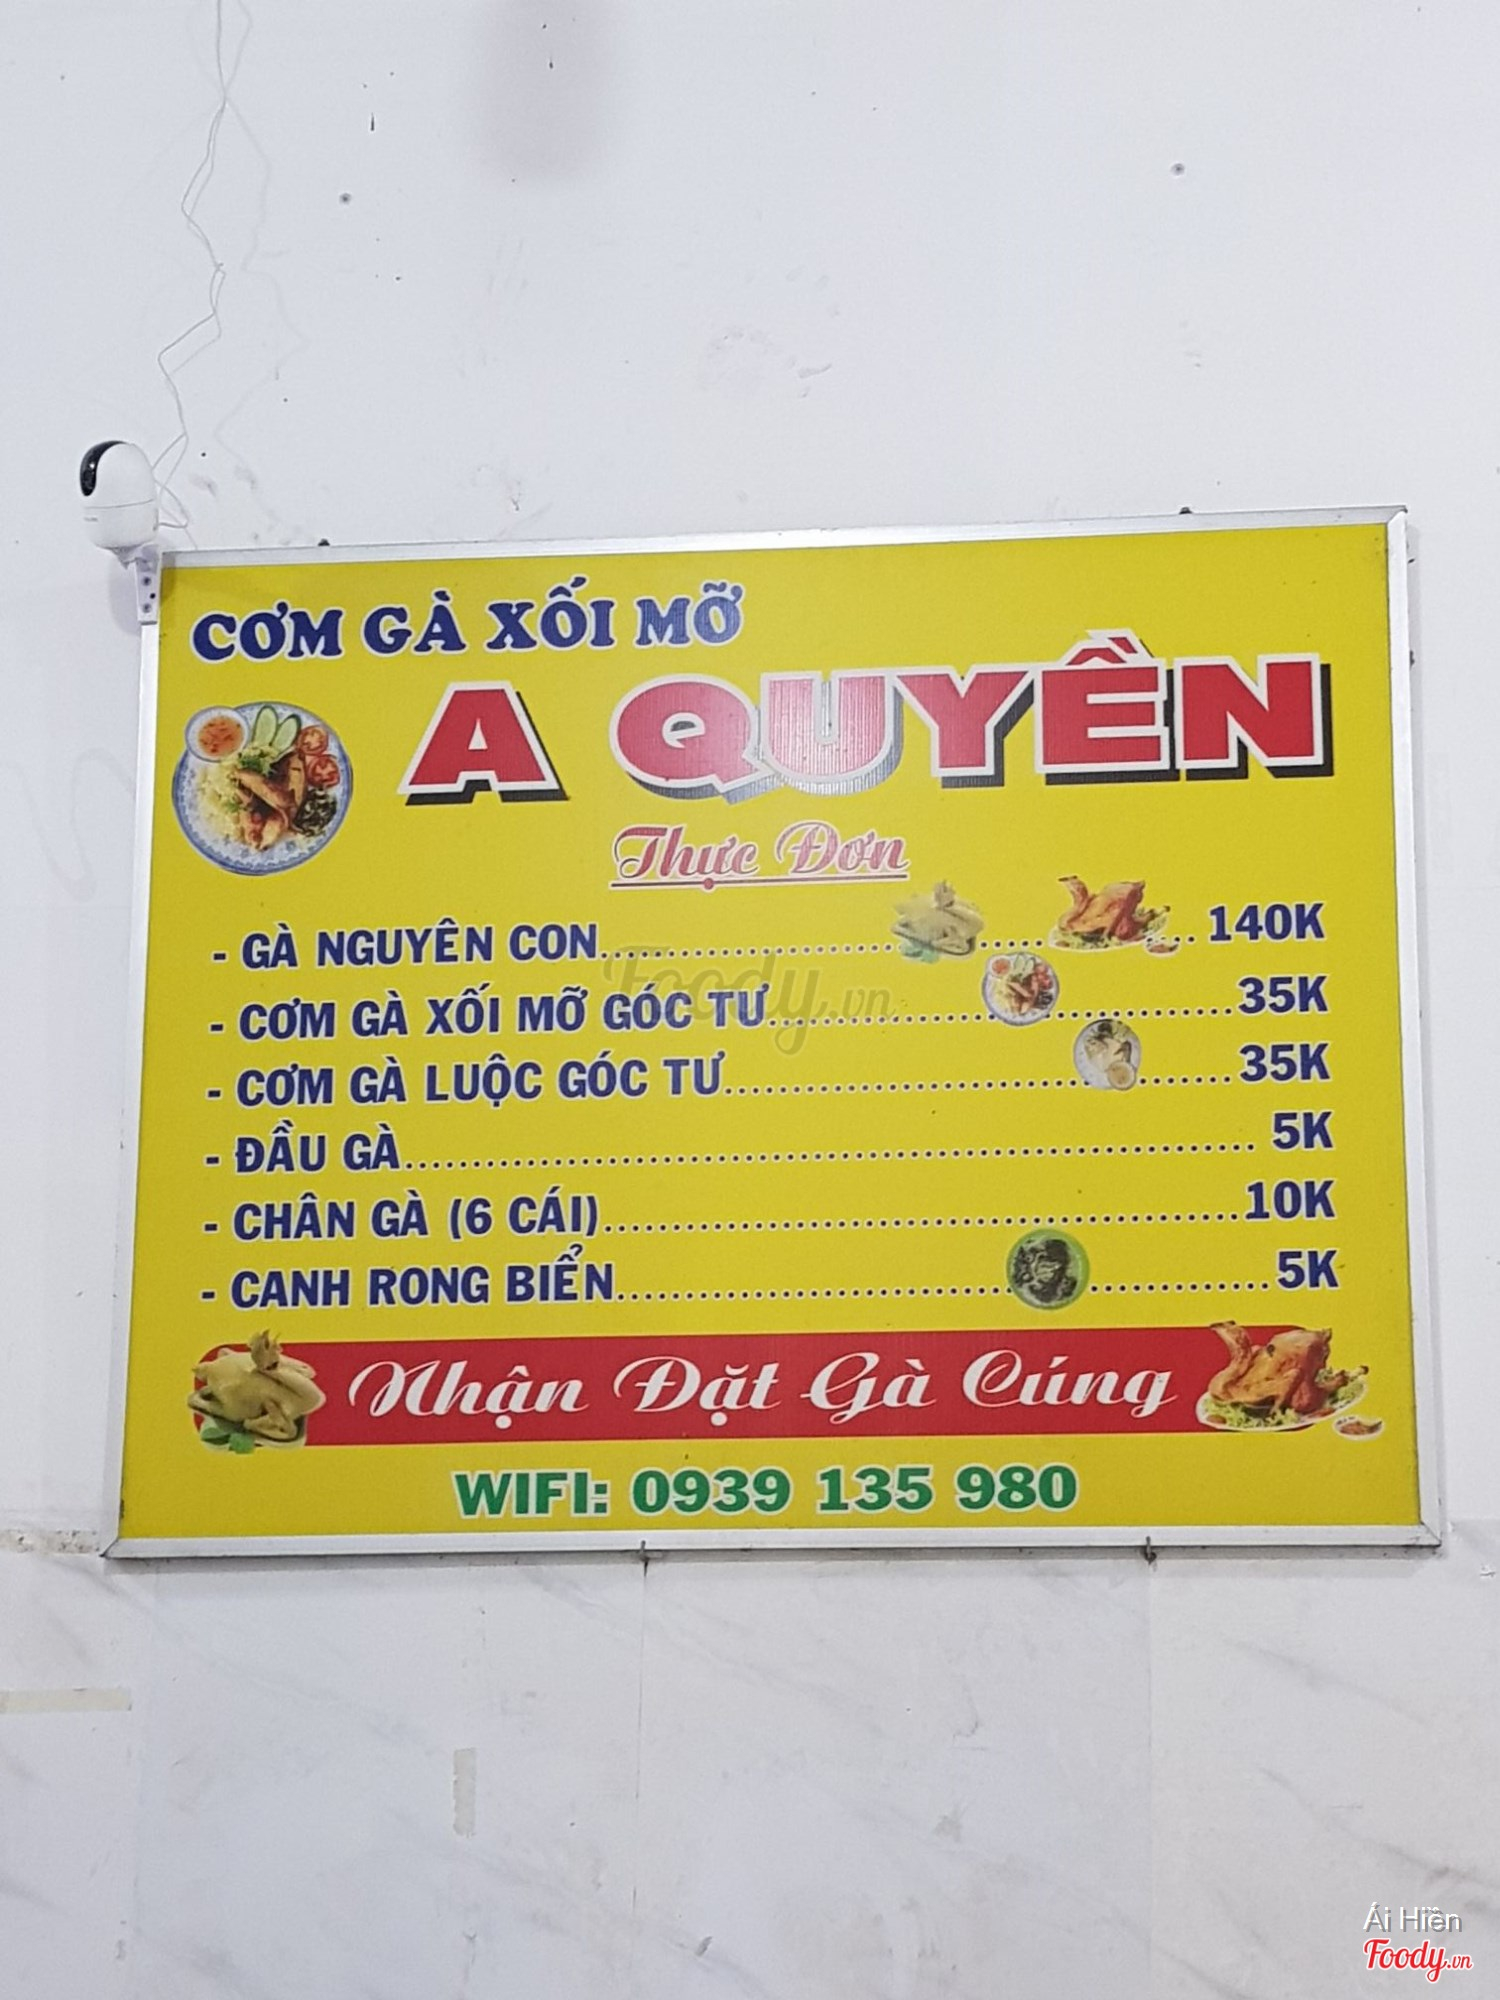 CƠM GÀ XỐI MỠ
A QUYỀN
Thực Đơn
- GÀ NGUYÊN CON........................ 140K
- CƠM GÀ XỐI MỠ GÓC TƯ........................35K
- CƠM GÀ LUỘC GÓC TƯ........................35K
- ĐẦU GÀ........................ 5K
- CHÂN GÀ (6 CÁI)........................10K
- CANH RONG BIỂN........................5K
Nhận Đặt Gà Cúng
WIFI: 0939 135 980
Foody.vn
Ái Hiền
Foody.vn